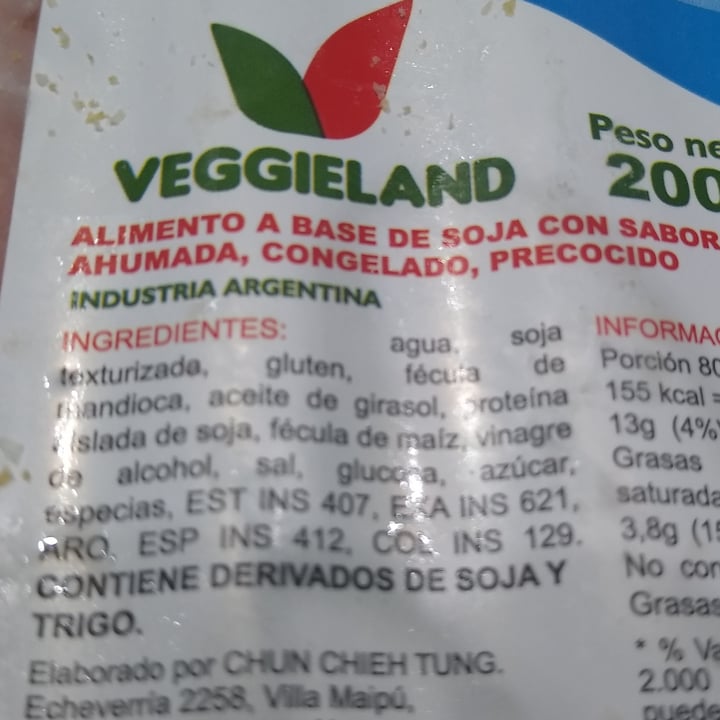 VEGGIELAND
Peso ne
200
ALIMENTO A BASE DE SOJA CON SABOR
AHUMADA, CONGELADO, PRECOCIDO
INDUSTRIA ARGENTINA
INGREDIENTES: agua, soja
texturizada, gluten, fécula de
mandioca, aceite de girasol, proteína
aislada de soja, fécula de maíz, vinagre
de alcohol, sal, glucosa, azúcar,
especias, EST INS 407, EXA INS 621,
ARO, ESP INS 412, COL INS 129.
CONTIENE DERIVADOS DE SOJA Y
TRIGO.
Elaborado por CHUN CHIEH TUNG.
Echeverría 2258, Villa Maipú,
INFORMAC
Porción 80
155 kcal =
13g (4%)
Grasas
saturada
3,8g (15
No con
Grasas
* % Va
2.000
puede